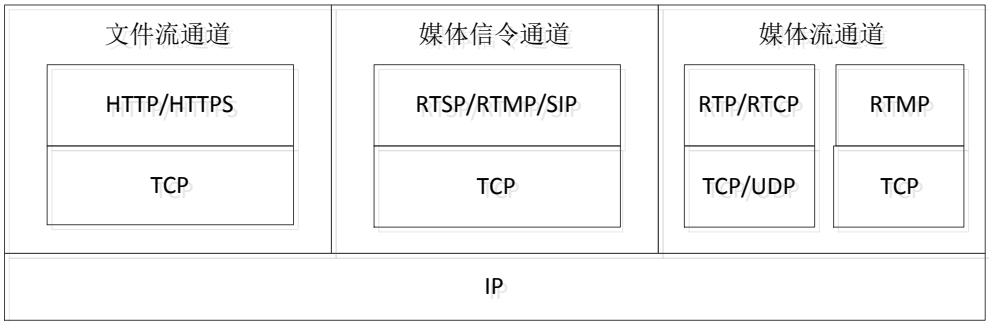 文件流通道
媒体信令通道
媒体流通道
HTTP/HTTPS
RTSP/RTMP/SIP
RTP/RTCP
RTMP
TCP
TCP
TCP/UDP
TCP
IP